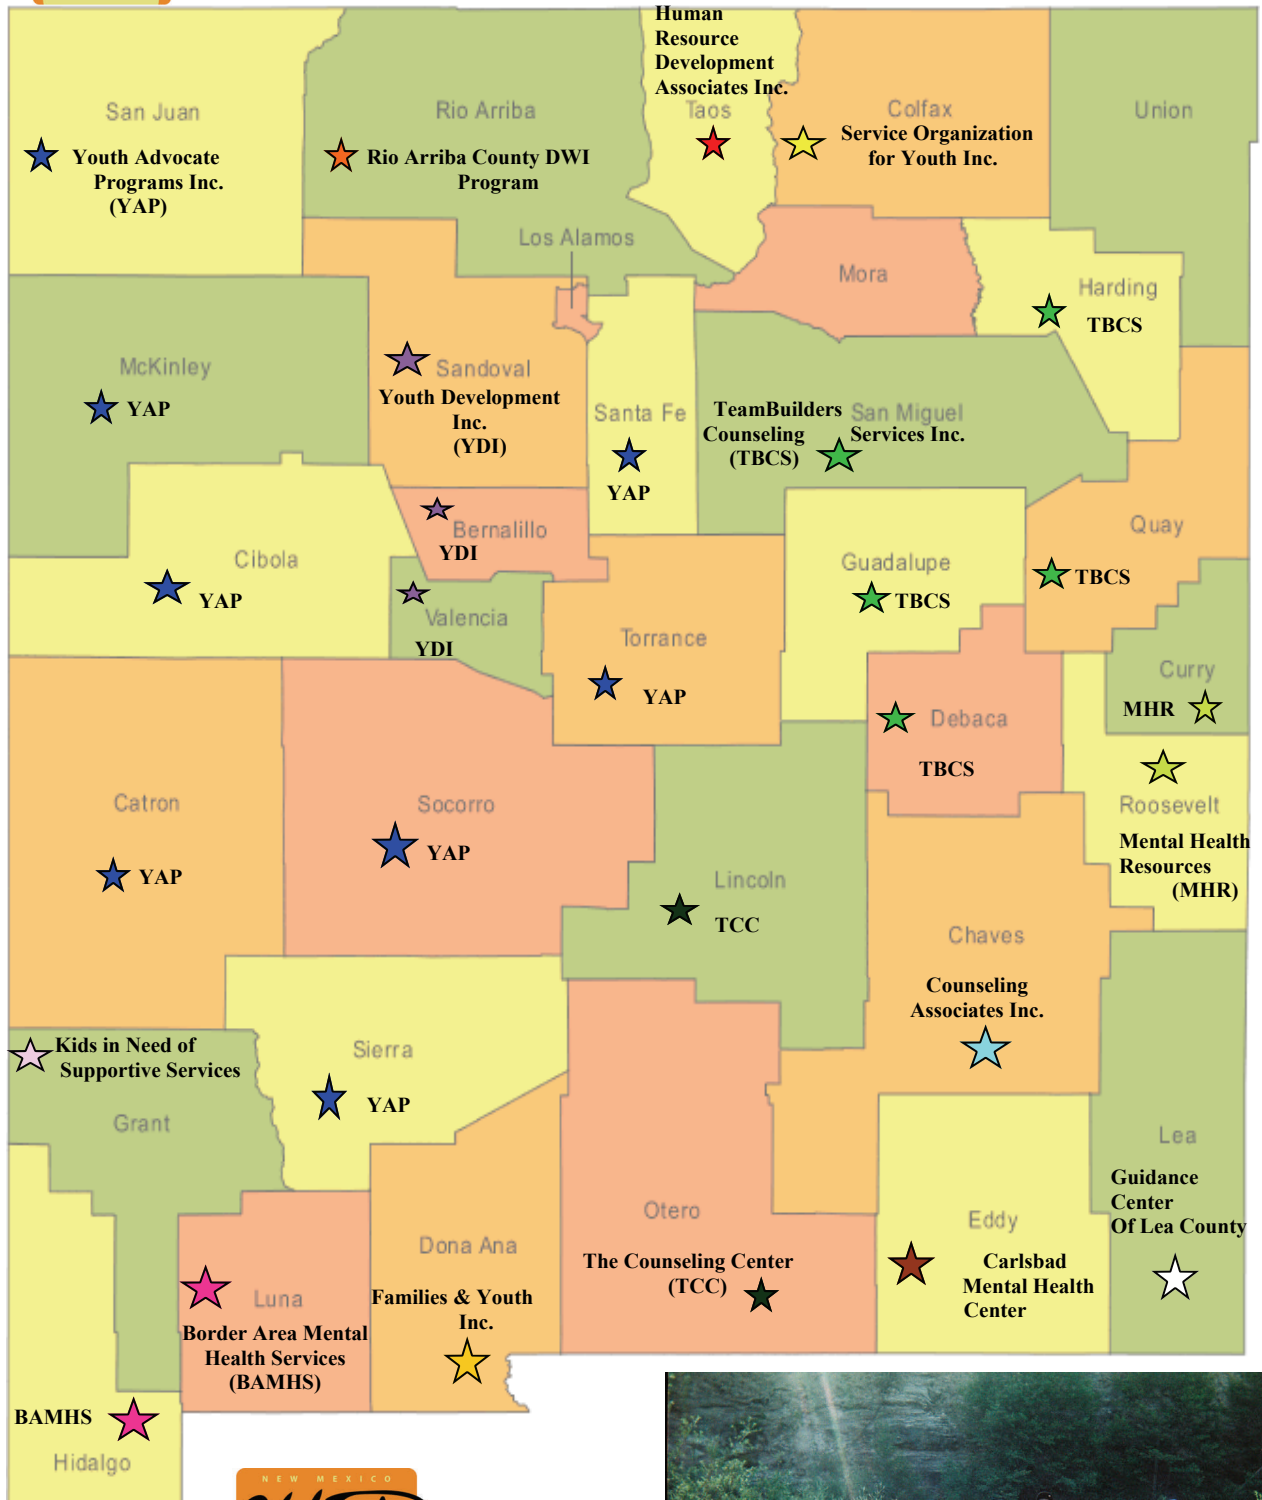 Human
Resource
Development
Associates Inc.
San Juan
Rio Arriba
Taos
Colfax
Union
Youth Advocate
Programs Inc.
(YAP)
Rio Arriba County DWI
Program
Service Organization
for Youth Inc.
Los Alamos
Mora
Harding
TBCS
McKinley
YAP
Sandoval
Youth Development
Inc.
(YDI)
Santa Fe
YAP
San Miguel
TeamBuilders
Counseling Services Inc.
(TBCS)
Bernalillo
YDI
Quay
TBCS
Cibola
YAP
Guadalupe
TBCS
Valencia
YDI
Torrance
YAP
Curry
MHR
Debaca
TBCS
Catron
YAP
Socorro
YAP
Roosevelt
Mental Health
Resources
(MHR)
Lincoln
TCC
Chaves
Counseling
Associates Inc.
Kids in Need of
Supportive Services
Grant
Sierra
YAP
Lea
Guidance
Center
Of Lea County
Otero
The Counseling Center
(TCC)
Eddy
Carlsbad
Mental Health
Center
Dona Ana
Families & Youth
Inc.
Luna
Border Area Mental
Health Services
(BAMHS)
BAMHS
Hidalgo
NEW MEXICO